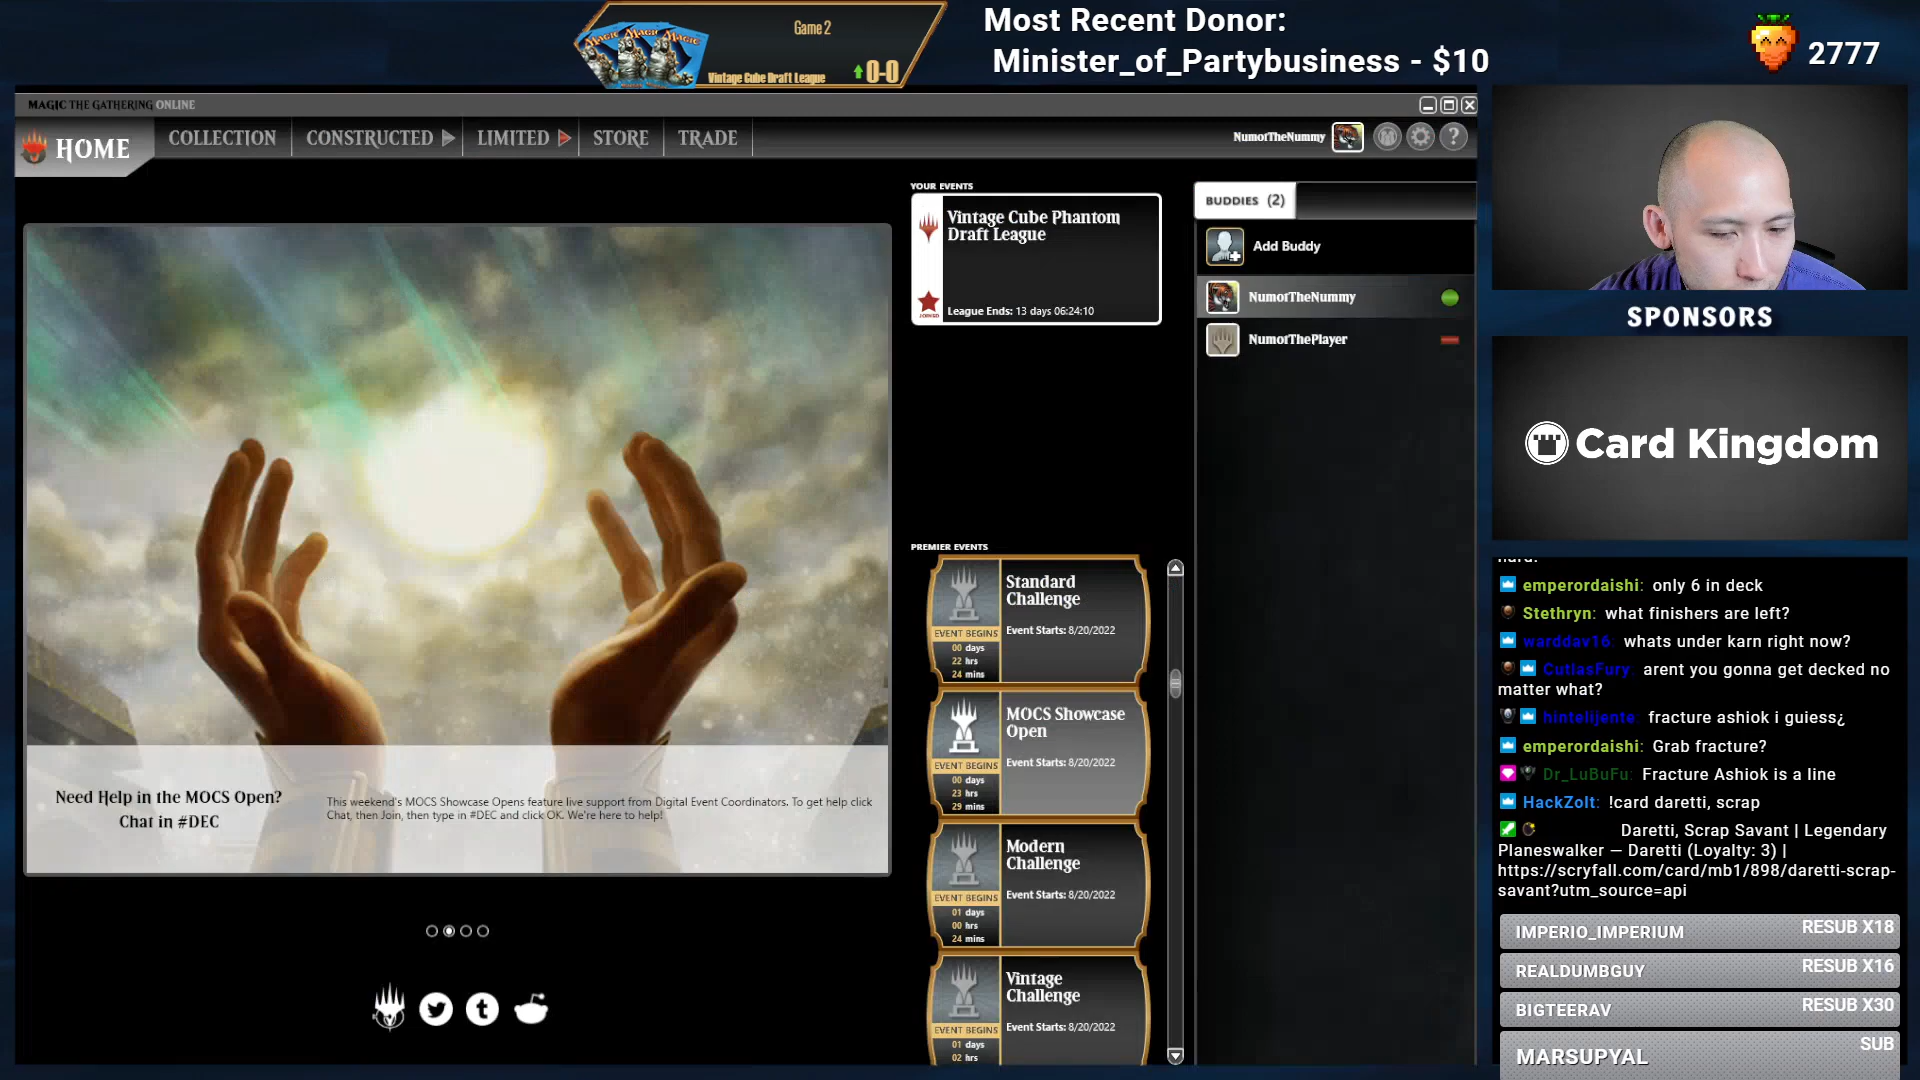 Game 2
Magic Magic Magic
Vintage Cube Draft League
0-0
Most Recent Donor:
Minister_of_Partybusiness - $10
2777
MAGIC THE GATHERING ONLINE
HOME
COLLECTION
CONSTRUCTED
LIMITED
STORE
TRADE
NumotTheNummy
?
YOUR EVENTS
Vintage Cube Phantom
Draft League
JOINED
League Ends: 13 days 06:24:10
BUDDIES (2)
Add Buddy
NumotTheNummy
NumotThePlayer
Need Help in the MOCS Open?
Chat in #DEC
This weekend's MOCS Showcase Opens feature live support from Digital Event Coordinators. To get help click
Chat, then Join, then type in #DEC and click OK. We're here to help!
PREMIER EVENTS
Standard
Challenge
Event Starts: 8/20/2022
EVENT BEGINS
00 days
22 hrs
24 mins
MOCS Showcase
Open
Event Starts: 8/20/2022
EVENT BEGINS
00 days
23 hrs
29 mins
Modern
Challenge
Event Starts: 8/20/2022
EVENT BEGINS
01 days
00 hrs
24 mins
Vintage
Challenge
Event Starts: 8/20/2022
EVENT BEGINS
01 days
02 hrs
SPONSORS
Card Kingdom
hard.
emperordaishi: only 6 in deck
Stethryn: what finishers are left?
warddav16: whats under karn right now?
CutlasFury: arent you gonna get decked no
matter what?
hintelijente: fracture ashiok i guess¿
emperordaishi: Grab fracture?
Dr_LuBuFu: Fracture Ashiok is a line
HackZolt: !card daretti, scrap
Daretti, Scrap Savant | Legendary
Planeswalker — Daretti (Loyalty: 3) |
https://scryfall.com/card/mb1/898/daretti-scrap-
savant?utm_source=api
IMPERIO_IMPERIUM RESUB X18
REALDUMBGUY RESUB X16
BIGTEERAV RESUB X30
MARSUPYAL SUB